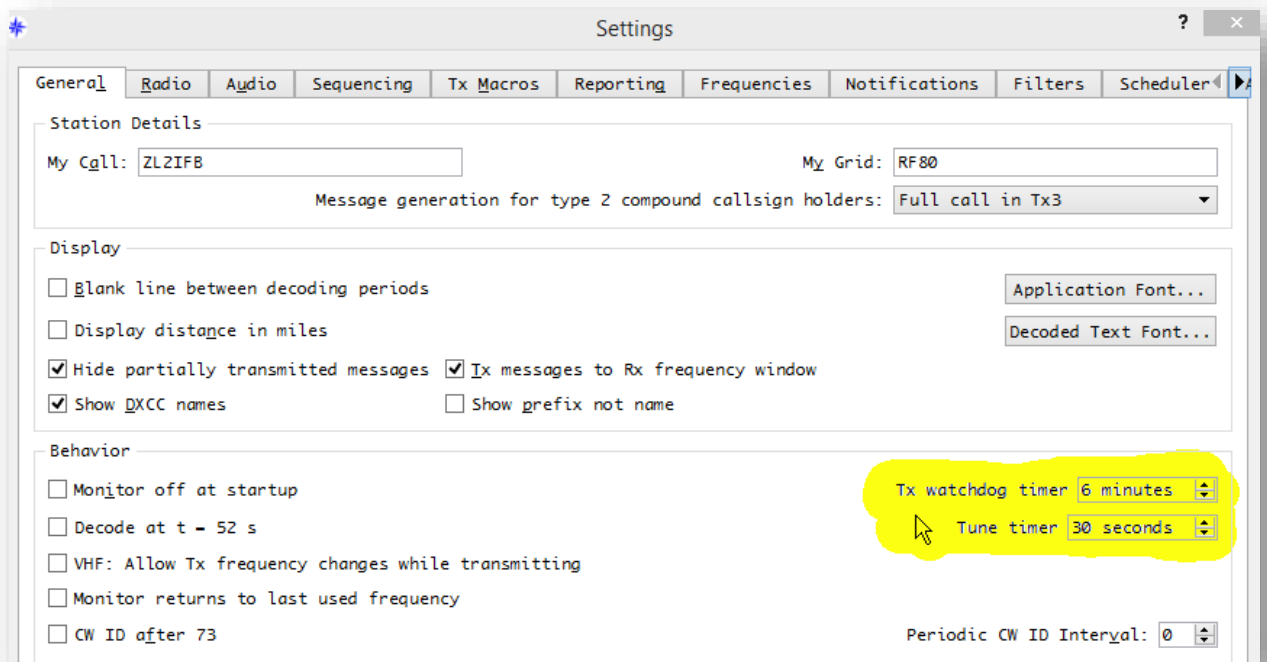 Settings ? ×
General Radio Audio Sequencing Tx Macros Reporting Frequencies Notifications Filters Scheduler A
Station Details
My Call: ZL2IFB My Grid: RF80
Message generation for type 2 compound callsign holders: Full call in Tx3
Display
Blank line between decoding periods Application Font...
Display distance in miles Decoded Text Font...
Hide partially transmitted messages Tx messages to Rx frequency window
Show DXCC names Show prefix not name
Behavior
Monitor off at startup Tx watchdog timer 6 minutes
Decode at t - 52 s Tune timer 30 seconds
VHF: Allow Tx frequency changes while transmitting
Monitor returns to last used frequency
CW ID after 73 Periodic CW ID Interval: 0